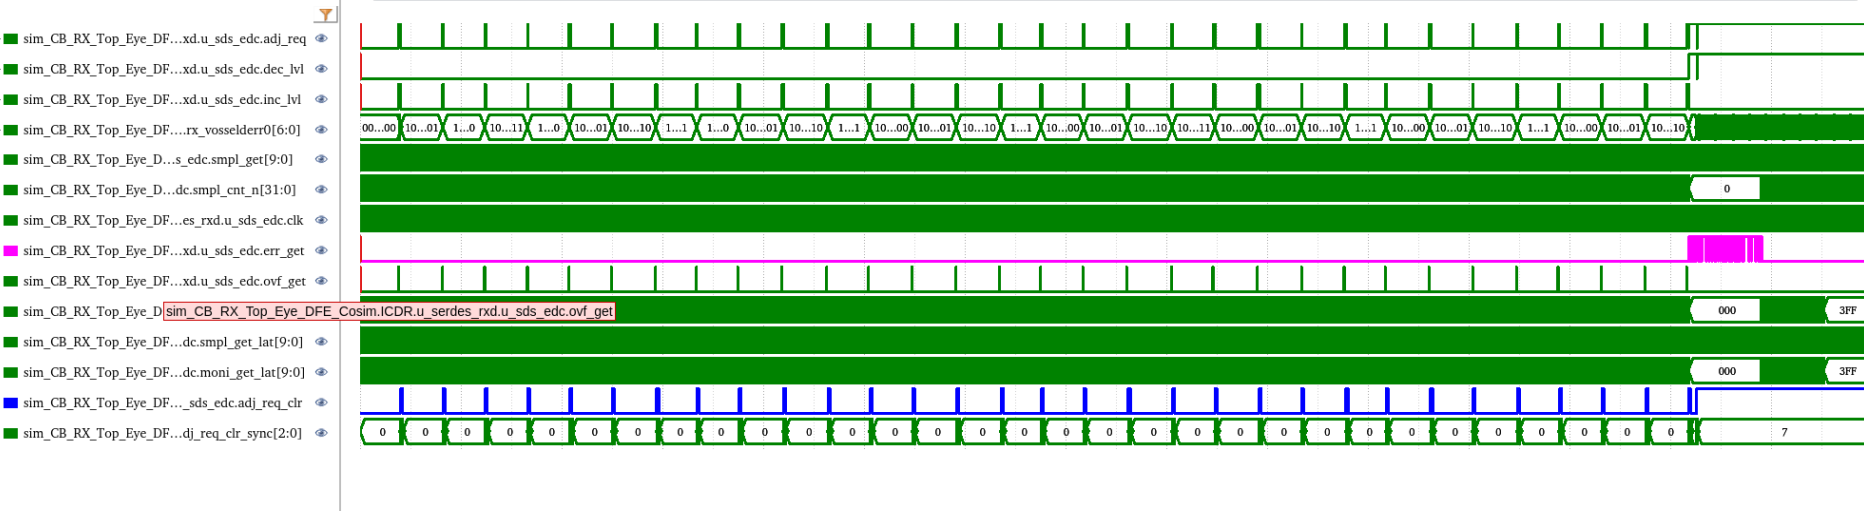 sim_CB_RX_Top_Eye_DF...xd.u_sds_edc.adj_req
sim_CB_RX_Top_Eye_DF...xd.u_sds_edc.dec_lvl
sim_CB_RX_Top_Eye_DF...xd.u_sds_edc.inc_lvl
sim_CB_RX_Top_Eye_DF....rx_vosselderr0[6:0] 00...00 10...01 1...0 10...11 1...0 10...01 10...10 1...1 1...0 10...01 10...10 1...1 10...00 10...01 10...10 1...1 10...00 10...01 10...10 10...11 10...00 10...01 10...10 1...1 10...00 10...01 10...10 1...1 10...00 10...01 10...10
sim_CB_RX_Top_Eye_D...s_edc.smpl_get[9:0]
sim_CB_RX_Top_Eye_D...dc.smpl_cnt_n[31:0] 0
sim_CB_RX_Top_Eye_DF...es_rxd.u_sds_edc.clk
sim_CB_RX_Top_Eye_DF...xd.u_sds_edc.err_get
sim_CB_RX_Top_Eye_DF...xd.u_sds_edc.ovf_get
sim_CB_RX_Top_Eye_D sim_CB_RX_Top_Eye_DFE_Cosim.ICDR.u_serdes_rxd.u_sds_edc.ovf_get 000 3FF
sim_CB_RX_Top_Eye_DF...dc.smpl_get_lat[9:0]
sim_CB_RX_Top_Eye_DF...dc.moni_get_lat[9:0] 000 3FF
sim_CB_RX_Top_Eye_DF..._sds_edc.adj_req_clr
sim_CB_RX_Top_Eye_DF...dj_req_clr_sync[2:0] 0 0 0 0 0 0 0 0 0 0 0 0 0 0 0 0 0 0 0 0 0 0 0 0 0 0 0 0 0 0 0 7